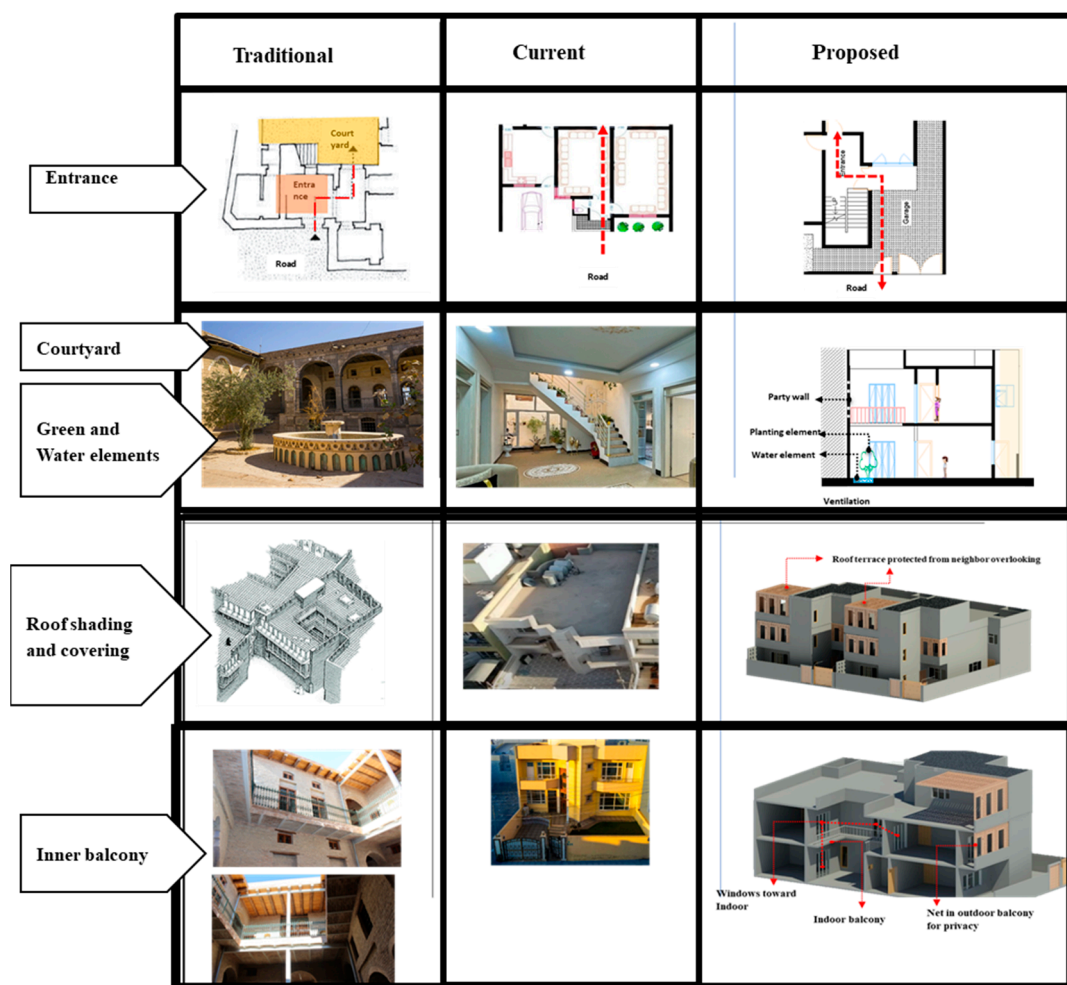 Traditional
Current
Proposed
Entrance
Court
yard
Entra
nce
Road
Road
Entrance
UP
Garage
Road
Courtyard
Green and
Water elements
Party wall
Planting element
Water element
Ventilation
Roof shading
and covering
Roof terrace protected from neighbor overlooking
Inner balcony
Windows toward
Indoor
Indoor balcony
Net in outdoor balcony
for privacy